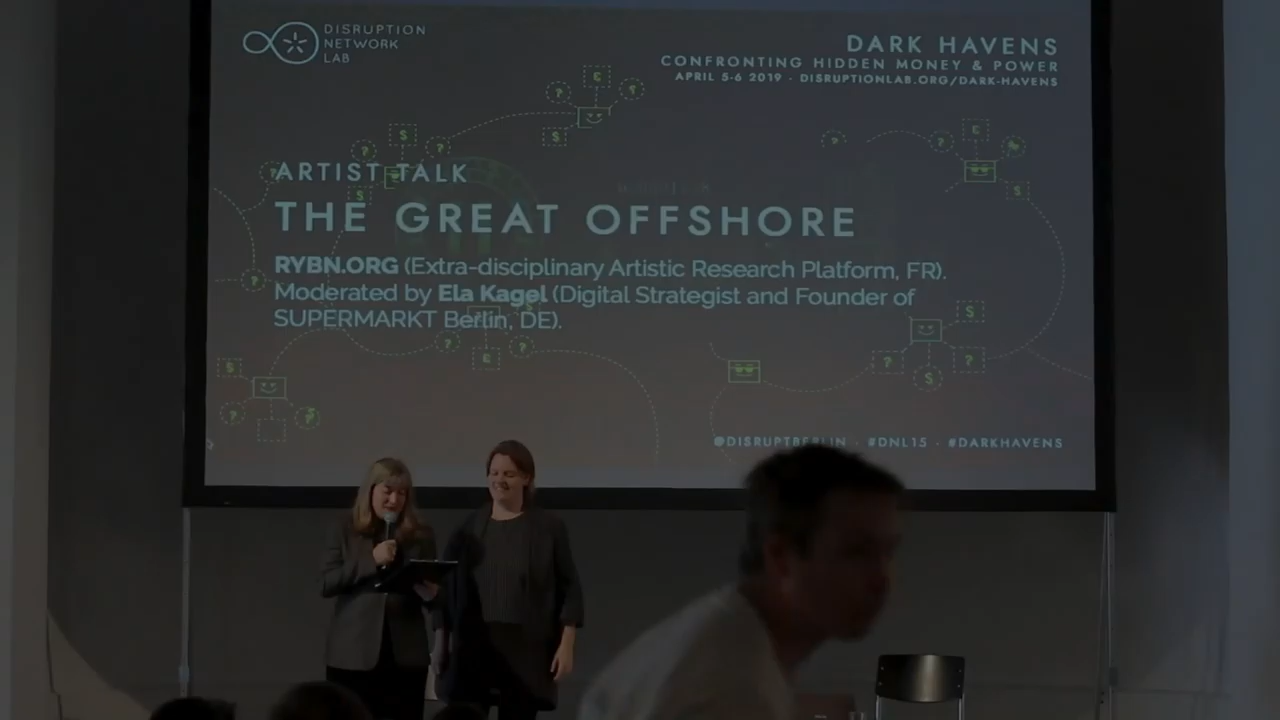 DISRUPTION
NETWORK
LAB
DARK HAVENS
CONFRONTING HIDDEN MONEY & POWER
APRIL 5-6 2019 · DISRUPTIONLAB.ORG/DARK-HAVENS
ARTIST TALK
THE GREAT OFFSHORE
RYBN.ORG (Extra-disciplinary Artistic Research Platform, FR).
Moderated by Ela Kagel (Digital Strategist and Founder of
SUPERMARKT Berlin, DE).
@DISRUPTBERLIN · #DNL15 · #DARKHAVENS